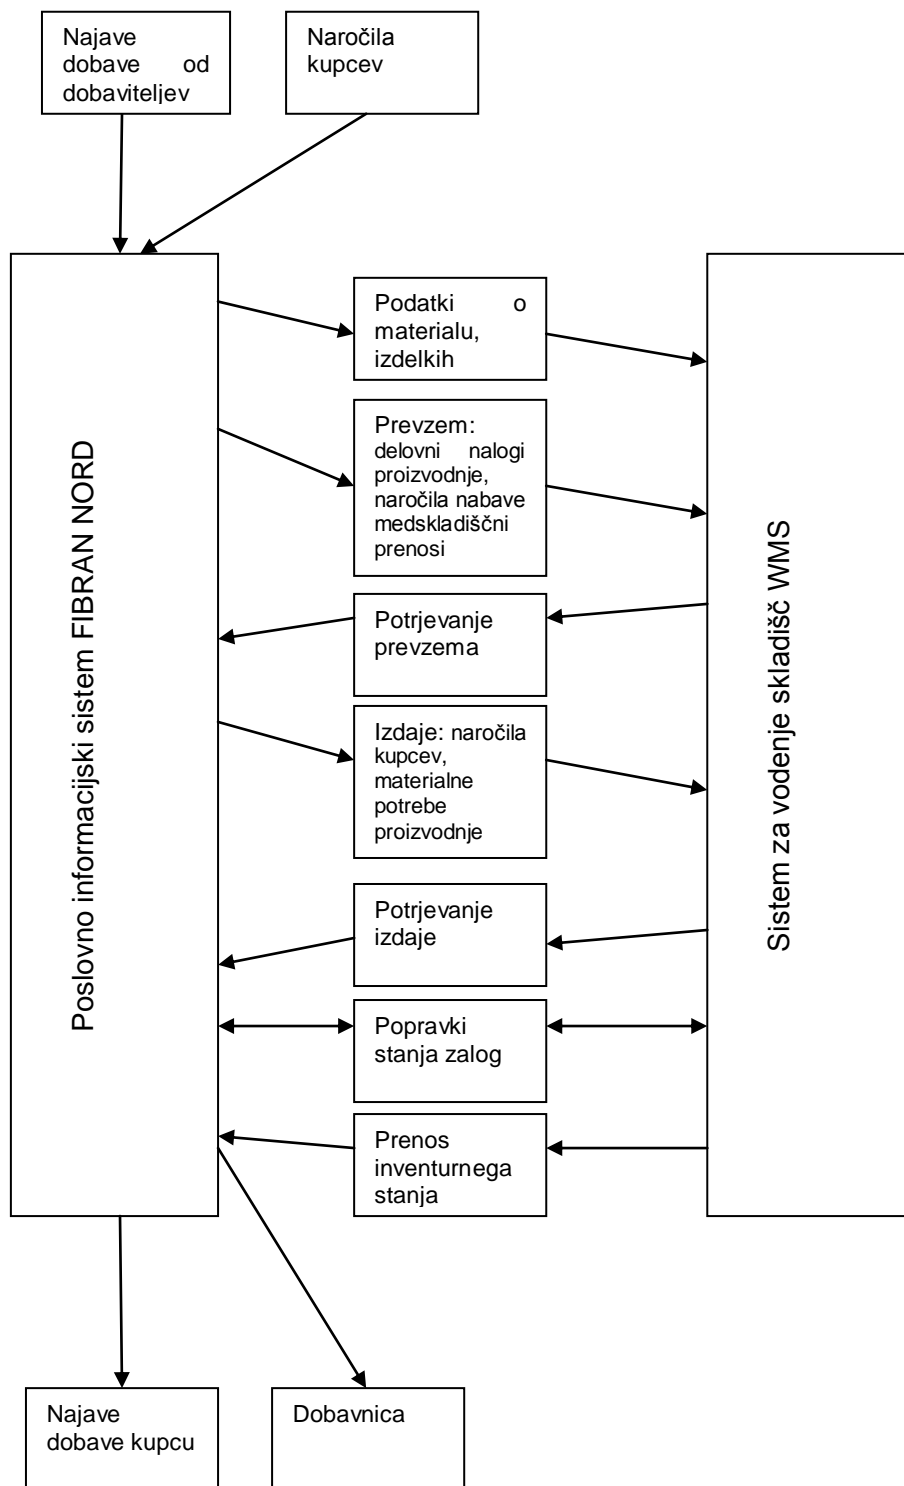 Najave
dobave od
dobaviteljev
Naročila
kupcev
Poslovno informacijski sistem FIBRAN NORD
Podatki o
materialu,
izdelkih
Prevzem:
delovni nalogi
proizvodnje,
naročila nabave
medskladiščni
prenosi
Potrjevanje
prevzema
Izdaje: naročila
kupcev,
materialne
potrebe
proizvodnje
Potrjevanje
izdaje
Popravki
stanja zalog
Prenos
inventurnega
stanja
Sistem za vodenje skladišč WMS
Najave
dobave kupcu
Dobavnica